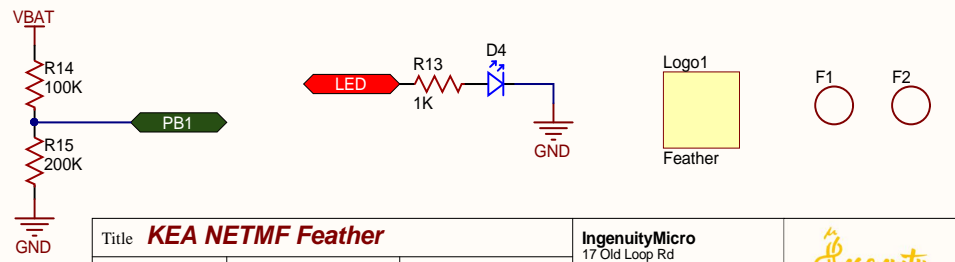 VBAT
R14
100K
PB1
R15
200K
GND
LED
R13
1K
D4
GND
Logo1
Feather
F1
F2
Title KEA NETMF Feather
IngenuityMicro
17 Old Loop Rd